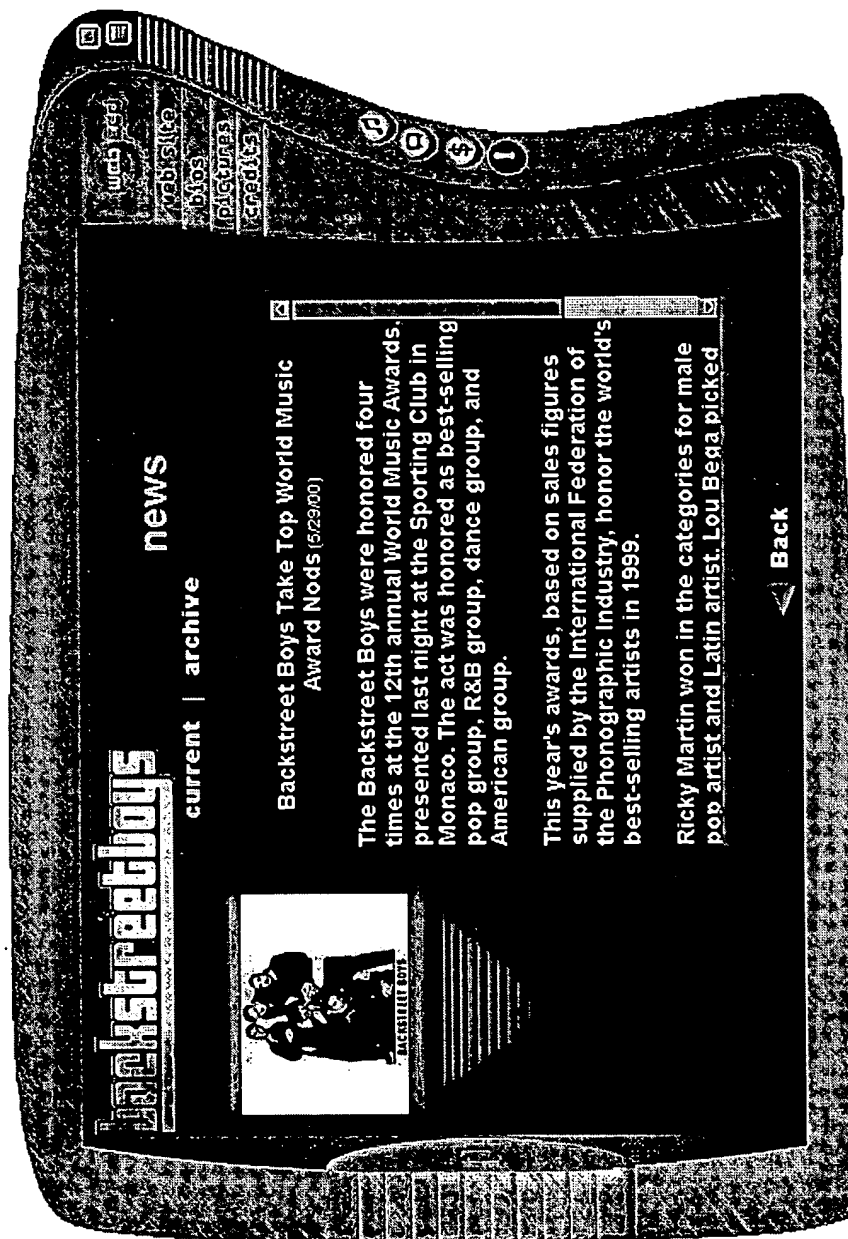 backstreetboys
news
current | archive
web site
bios
pictures
credits
BACKSTREET BOYS
Backstreet Boys Take Top World Music
Award Nods (5/29/00)
The Backstreet Boys were honored four
times at the 12th annual World Music Awards,
presented last night at the Sporting Club in
Monaco. The act was honored as best-selling
pop group, R&B group, dance group, and
American group.
This year's awards, based on sales figures
supplied by the International Federation of
the Phonographic Industry, honor the world's
best-selling artists in 1999.
Ricky Martin won in the categories for male
pop artist and Latin artist. Lou Bega picked
Back